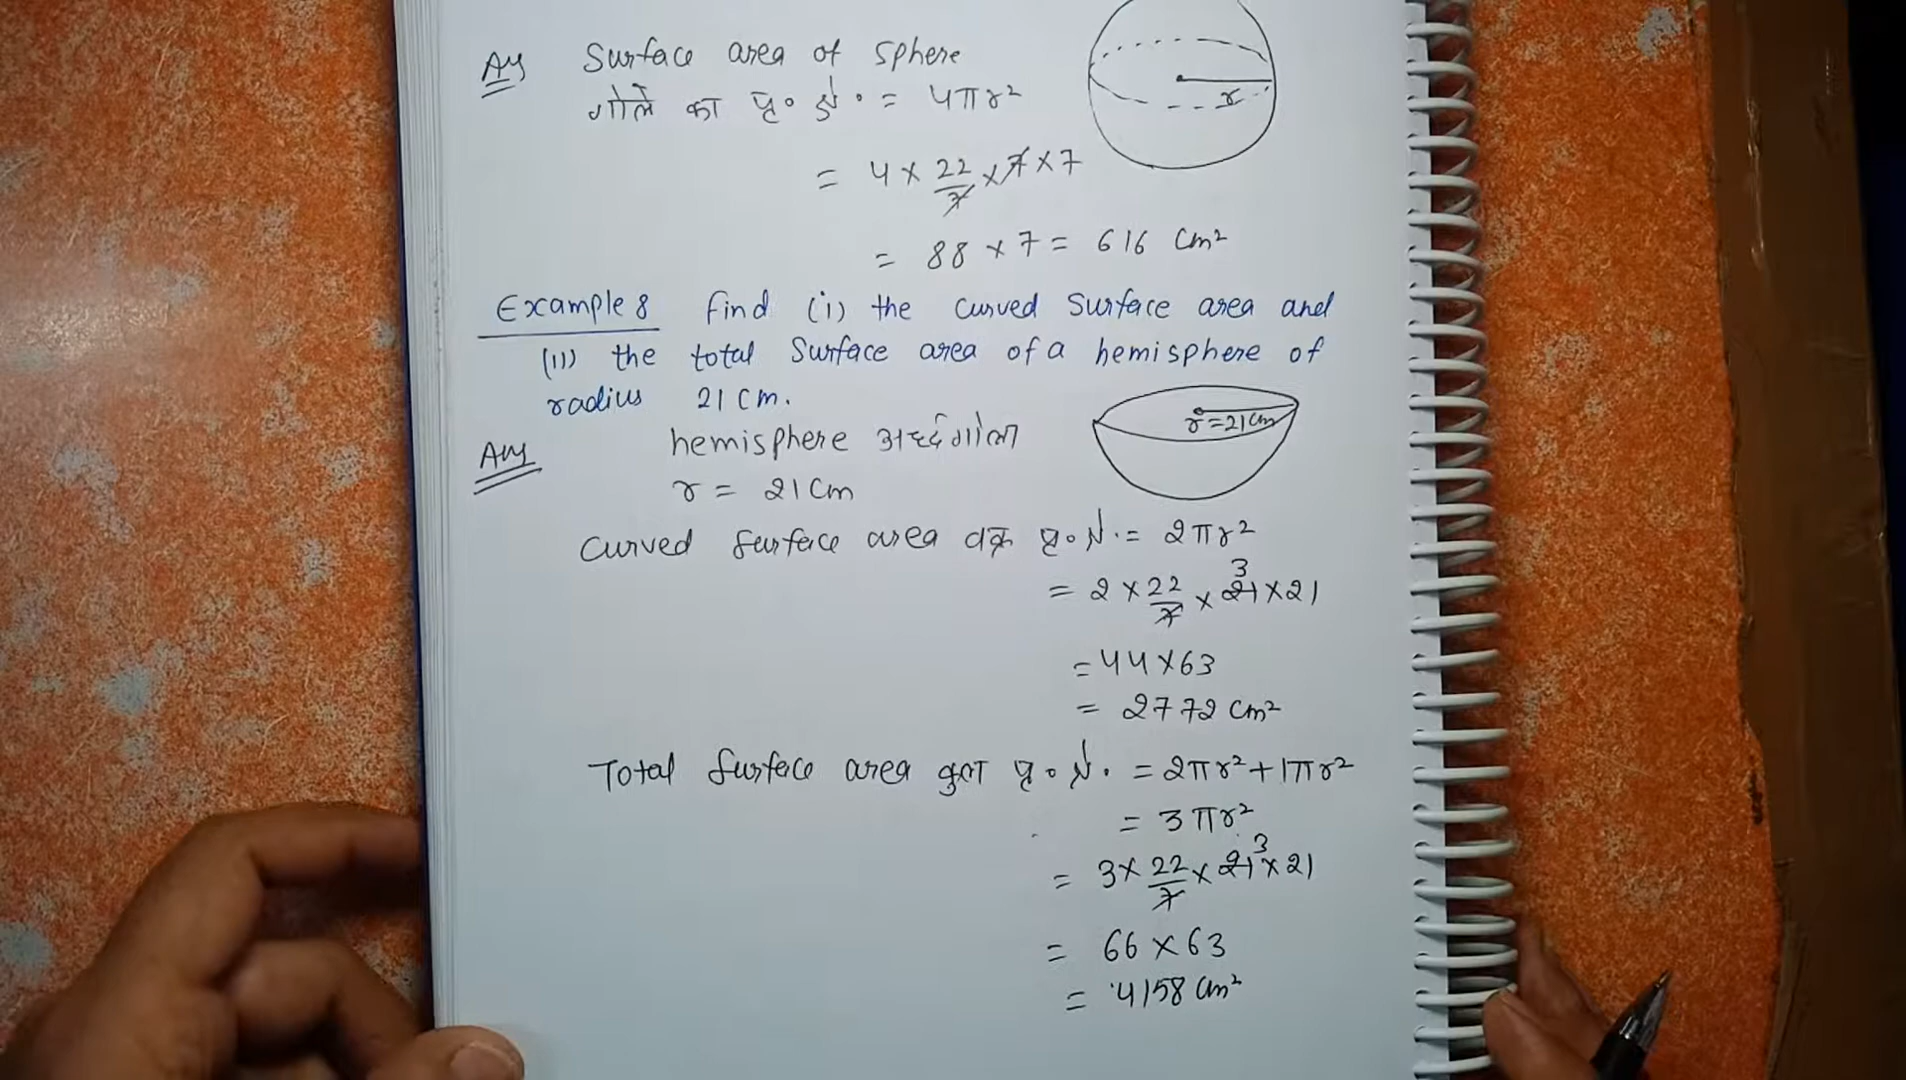 Ans Surface area of sphere
गोले का पृ० क्षे० = 4πr²
= 4 × 22/7 × 7 × 7
= 88 × 7 = 616 cm²
Example 8 find (i) the curved surface area and
(ii) the total surface area of a hemisphere of
radius 21 cm.
r
r=21cm
Ans hemisphere अर्द्धगोला
r = 21 cm
Curved surface area वक्र पृ० क्षे० = 2πr²
= 2 × 22/7 × 21 × 21
3
= 44 × 63
= 2772 cm²
Total surface area कुल पृ० क्षे० = 2πr² + 1πr²
= 3πr²
= 3 × 22/7 × 21 × 21
3
= 66 × 63
= 4158 cm²